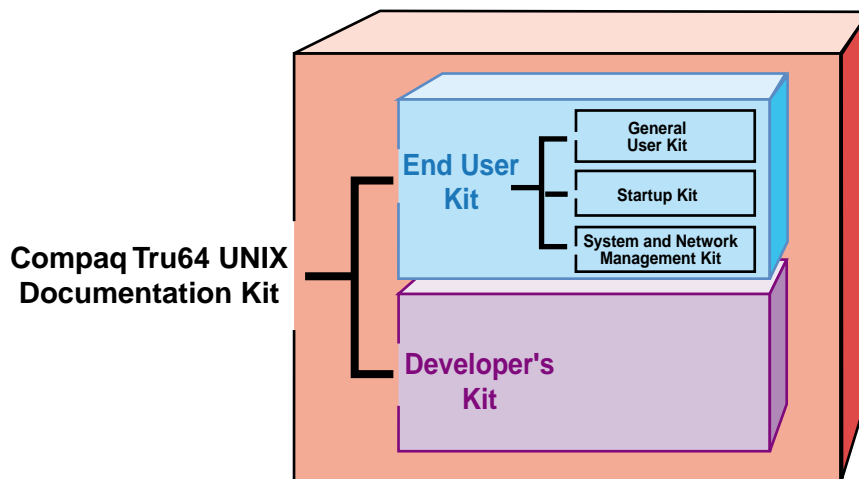 Compaq Tru64 UNIX
Documentation Kit
End User
Kit
General
User Kit
Startup Kit
System and Network
Management Kit
Developer's
Kit